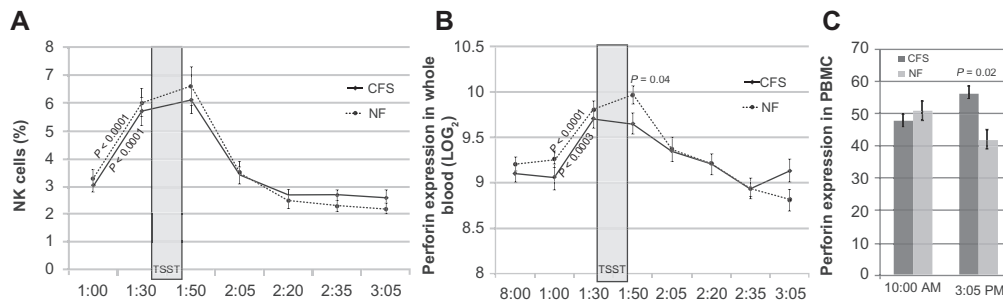 A
NK cells (%)
8
7
6
5
4
3
2
1
0
P < 0.0001
P < 0.0001
TSST
CFS
NF
1:00 1:30 1:50 2:05 2:20 2:35 3:05
B
Perforin expression in whole
blood (LOG2)
10.5
10
9.5
9
8.5
8
P < 0.0001
P < 0.0003
TSST
P = 0.04
CFS
NF
8:00 1:00 1:30 1:50 2:05 2:20 2:35 3:05
C
Perforin expression in PBMC
70
60
50
40
30
20
10
0
CFS
NF
P = 0.02
10:00 AM 3:05 PM